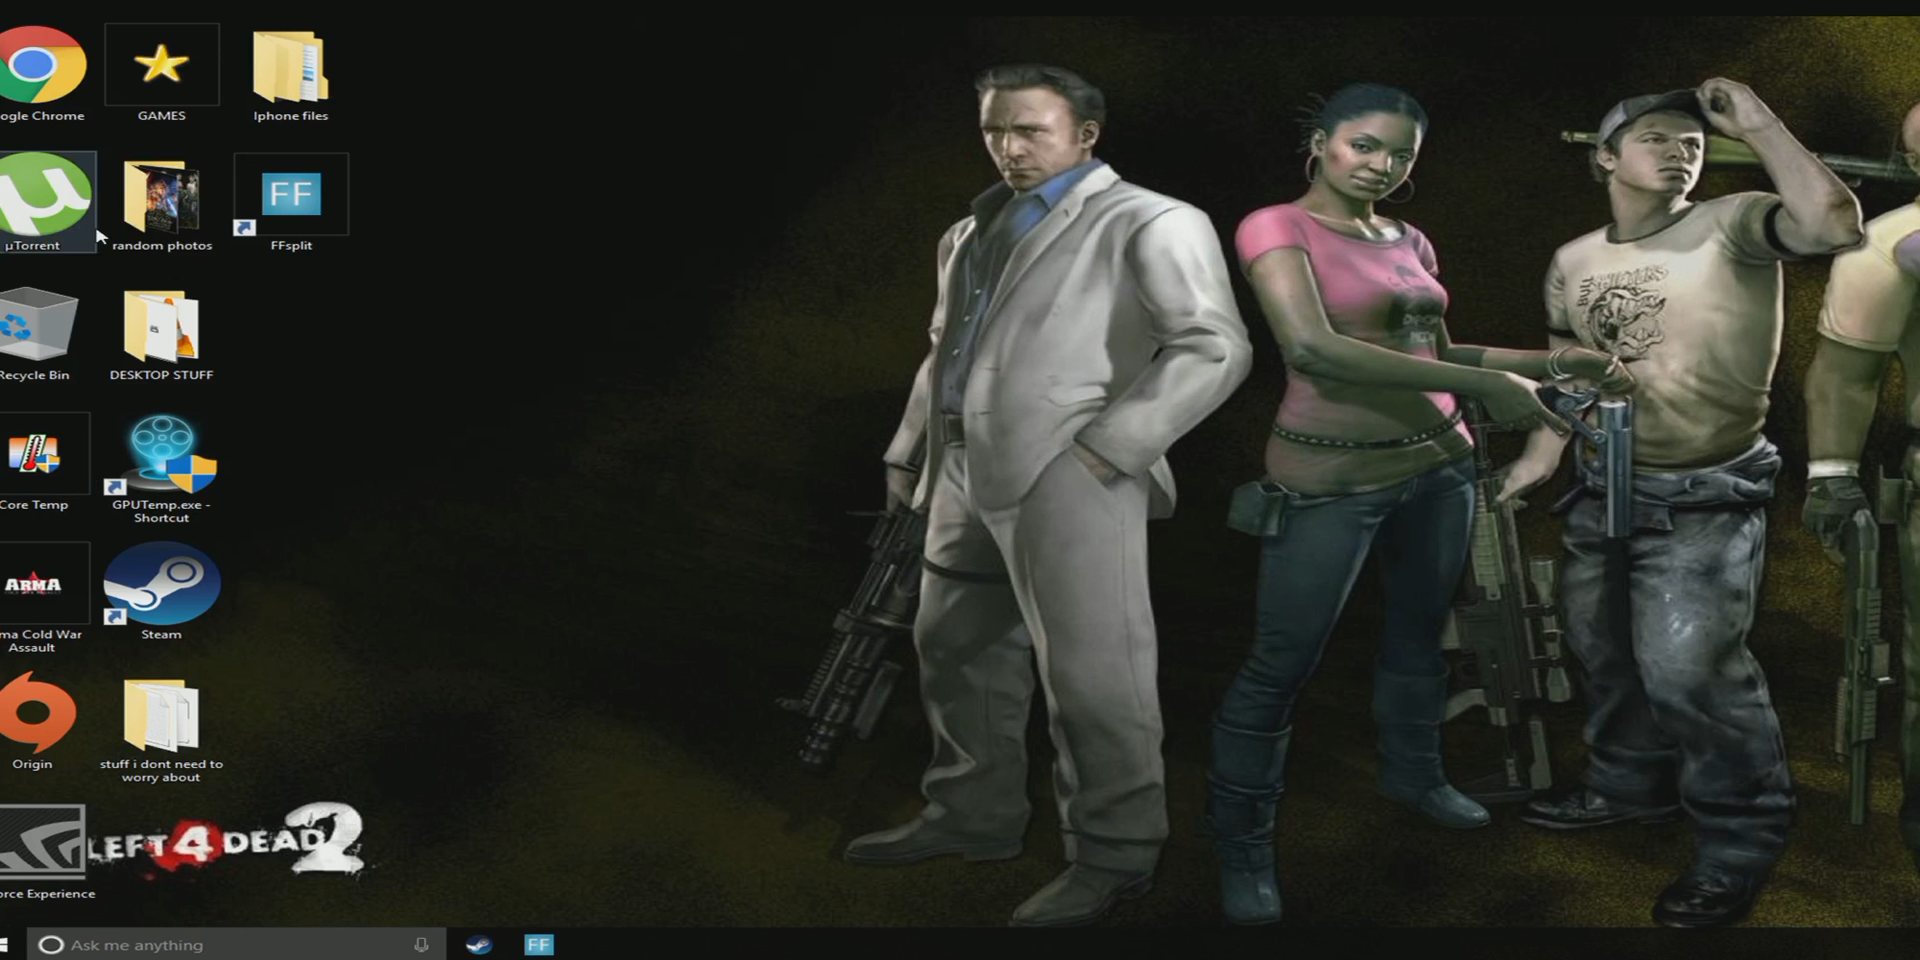 ogle Chrome
GAMES
Iphone files
µTorrent
random photos
FF
FFsplit
Recycle Bin
DESKTOP STUFF
Core Temp
GPUTemp.exe -
Shortcut
ARMA
ma Cold War
Assault
Steam
Origin
stuff i dont need to
worry about
LEFT 4 DEAD 2
orce Experience
Ask me anything
FF